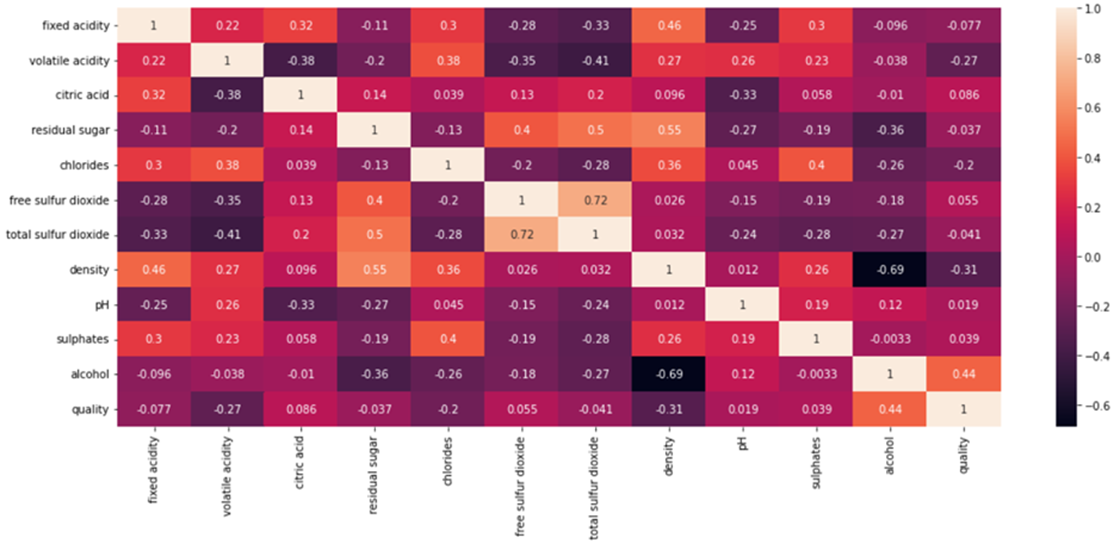 fixed acidity 1 0.22 0.32 -0.11 0.3 -0.28 -0.33 0.46 -0.25 0.3 -0.096 -0.077
volatile acidity 0.22 1 -0.38 -0.2 0.38 -0.35 -0.41 0.27 0.26 0.23 -0.038 -0.27
citric acid 0.32 -0.38 1 0.14 0.039 0.13 0.2 0.096 -0.33 0.058 -0.01 0.086
residual sugar -0.11 -0.2 0.14 1 -0.13 0.4 0.5 0.55 -0.27 -0.19 -0.36 -0.037
chlorides 0.3 0.38 0.039 -0.13 1 -0.2 -0.28 0.36 0.045 0.4 -0.26 -0.2
free sulfur dioxide -0.28 -0.35 0.13 0.4 -0.2 1 0.72 0.026 -0.15 -0.19 -0.18 0.055
total sulfur dioxide -0.33 -0.41 0.2 0.5 -0.28 0.72 1 0.032 -0.24 -0.28 -0.27 -0.041
density 0.46 0.27 0.096 0.55 0.36 0.026 0.032 1 0.012 0.26 -0.69 -0.31
pH -0.25 0.26 -0.33 -0.27 0.045 -0.15 -0.24 0.012 1 0.19 0.12 0.019
sulphates 0.3 0.23 0.058 -0.19 0.4 -0.19 -0.28 0.26 0.19 1 -0.0033 0.039
alcohol -0.096 -0.038 -0.01 -0.36 -0.26 -0.18 -0.27 -0.69 0.12 -0.0033 1 0.44
quality -0.077 -0.27 0.086 -0.037 -0.2 0.055 -0.041 -0.31 0.019 0.039 0.44 1
fixed acidity
volatile acidity
citric acid
residual sugar
chlorides
free sulfur dioxide
total sulfur dioxide
density
pH
sulphates
alcohol
quality
1.0
0.8
0.6
0.4
0.2
0.0
−0.2
−0.4
−0.6